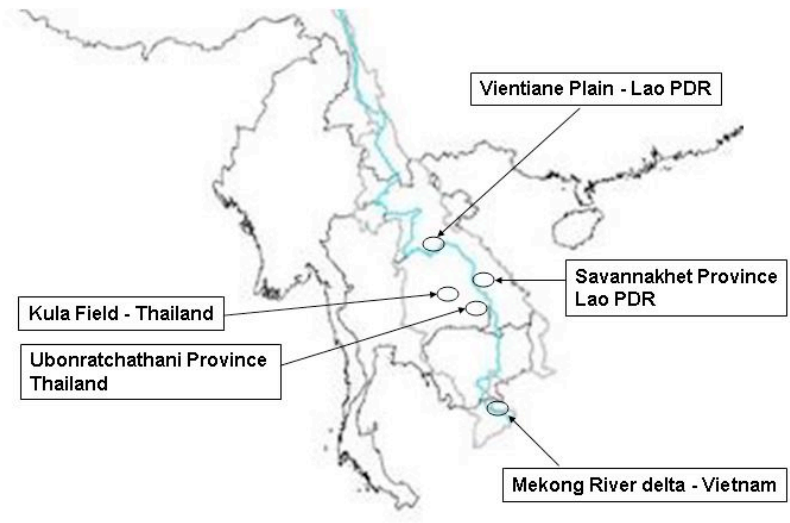 Vientiane Plain - Lao PDR
Savannakhet Province
Lao PDR
Kula Field - Thailand
Ubonratchathani Province
Thailand
Mekong River delta - Vietnam